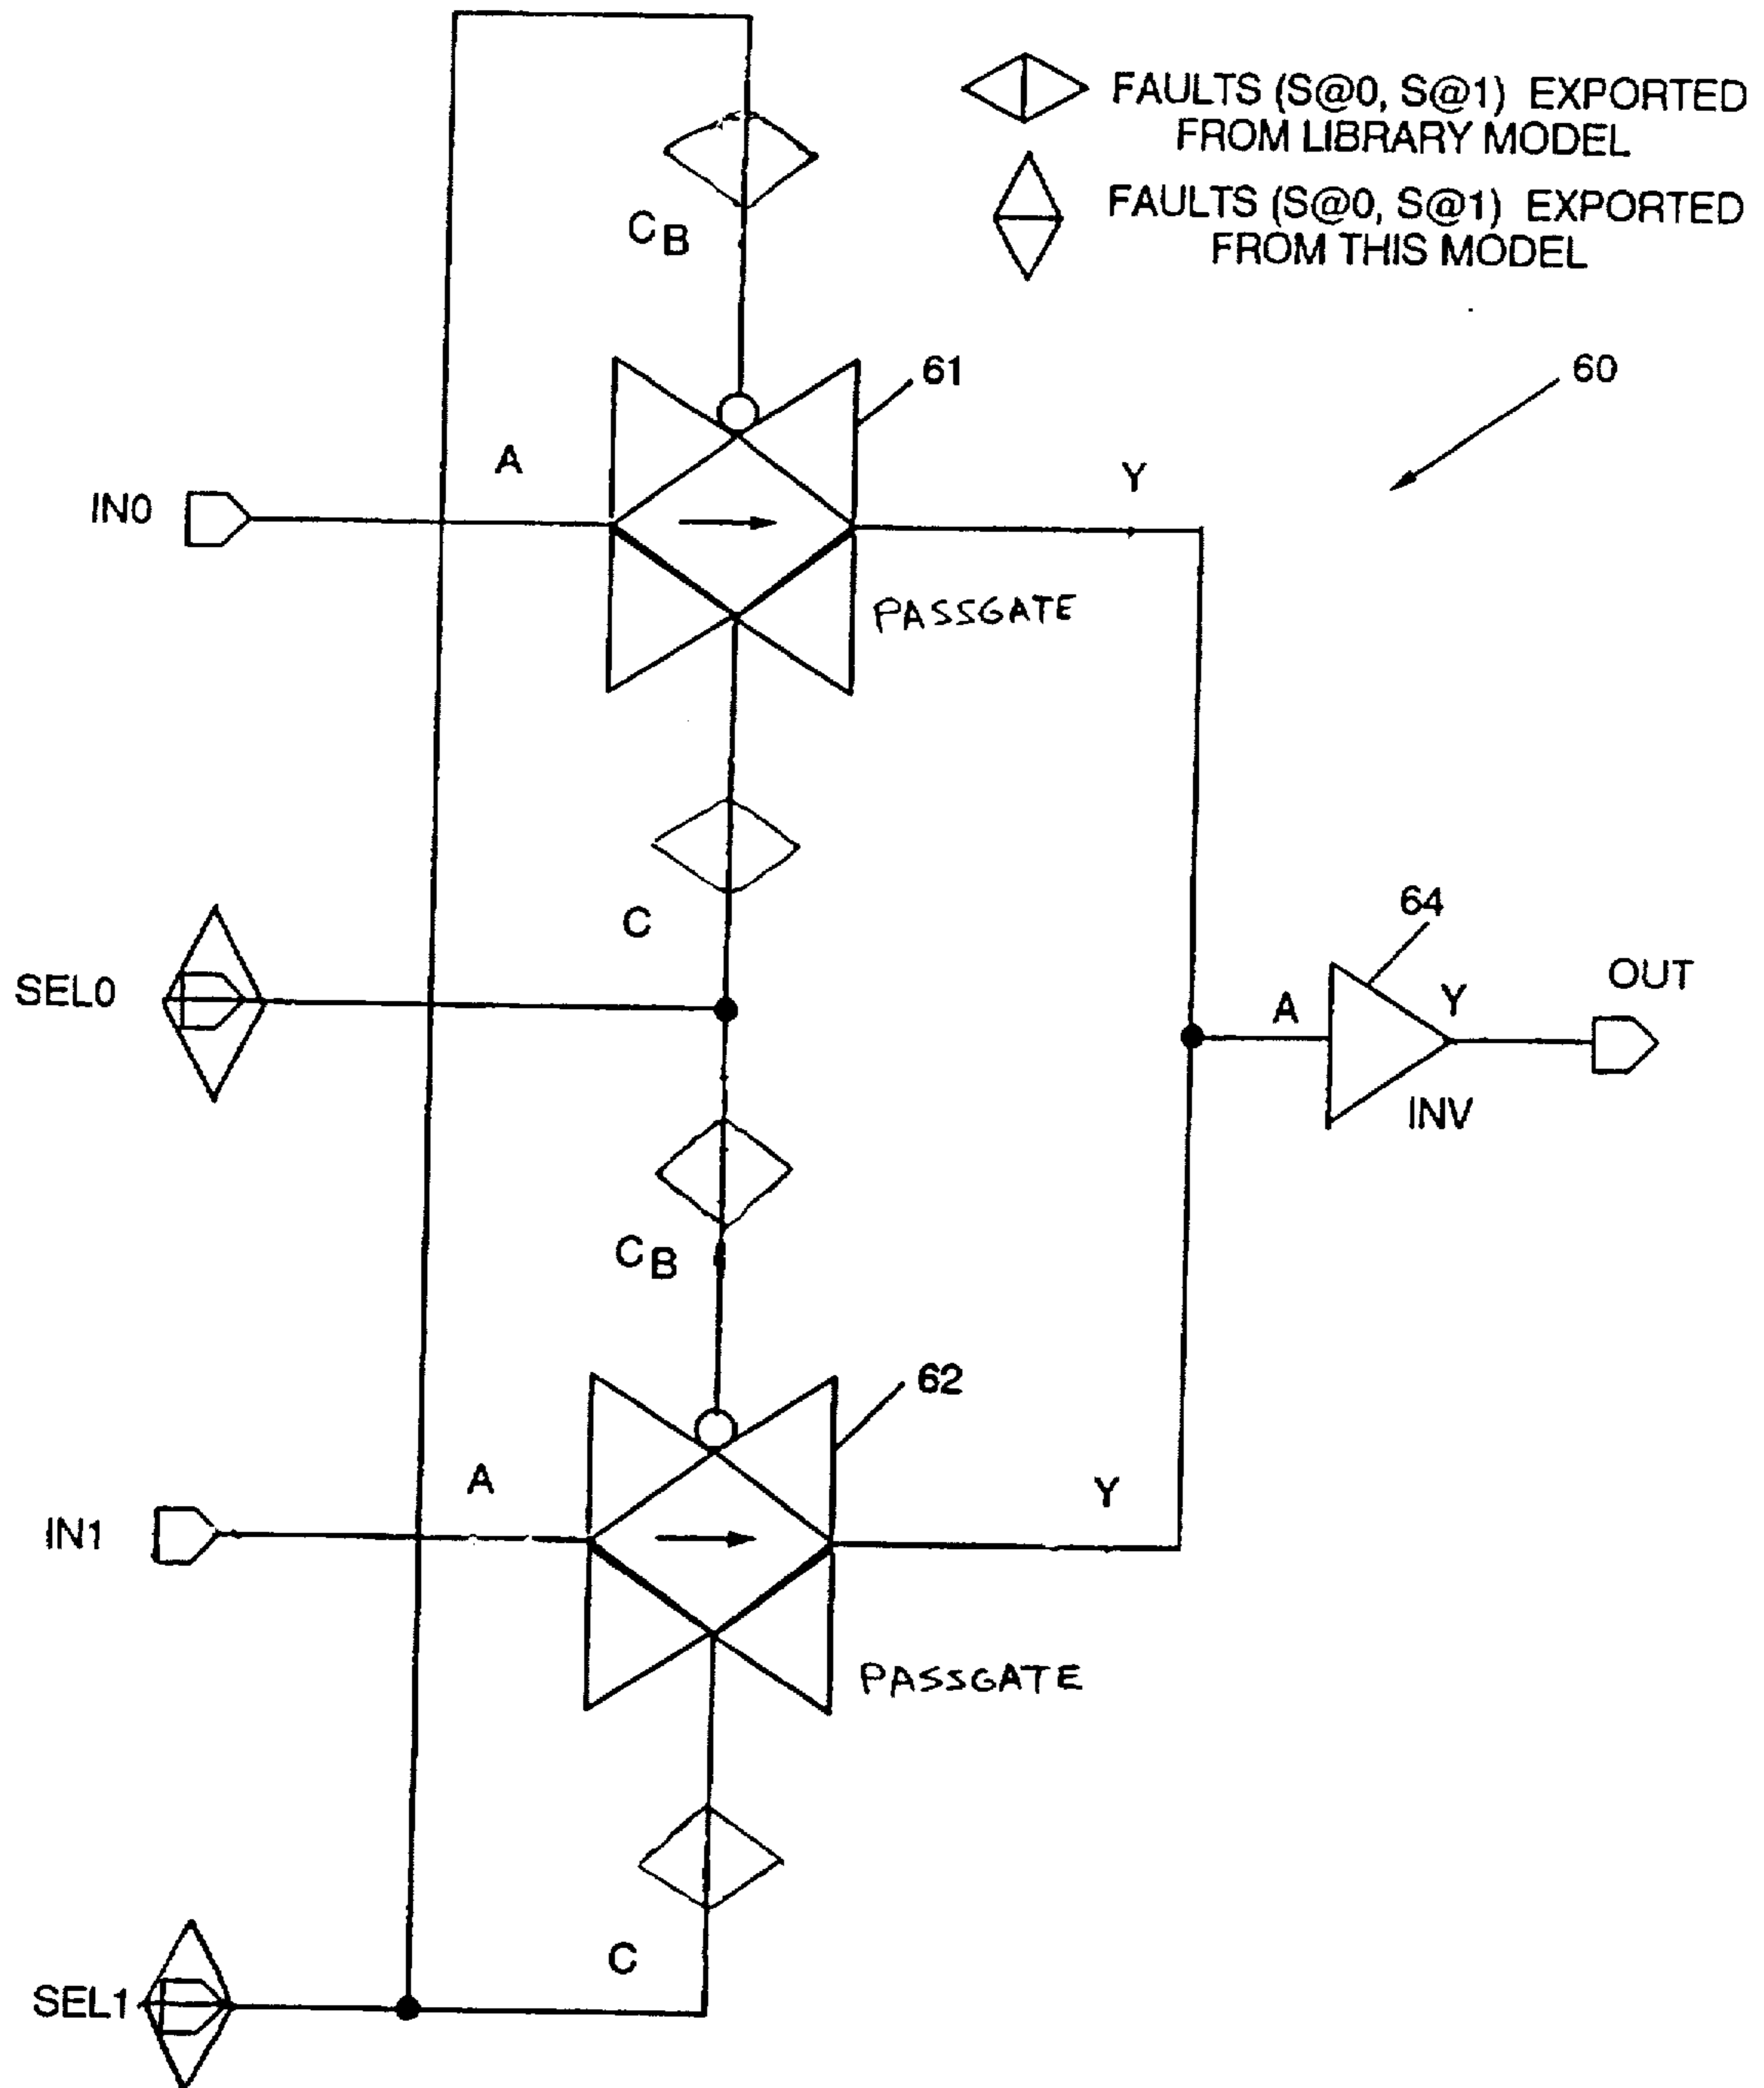 FAULTS (S@0, S@1) EXPORTED
FROM LIBRARY MODEL
FAULTS (S@0, S@1) EXPORTED
FROM THIS MODEL
CB
61
60
A
Y
IN0
PASSGATE
C
64
SEL0
OUT
A
Y
INV
CB
62
A
Y
IN1
PASSGATE
C
SEL1